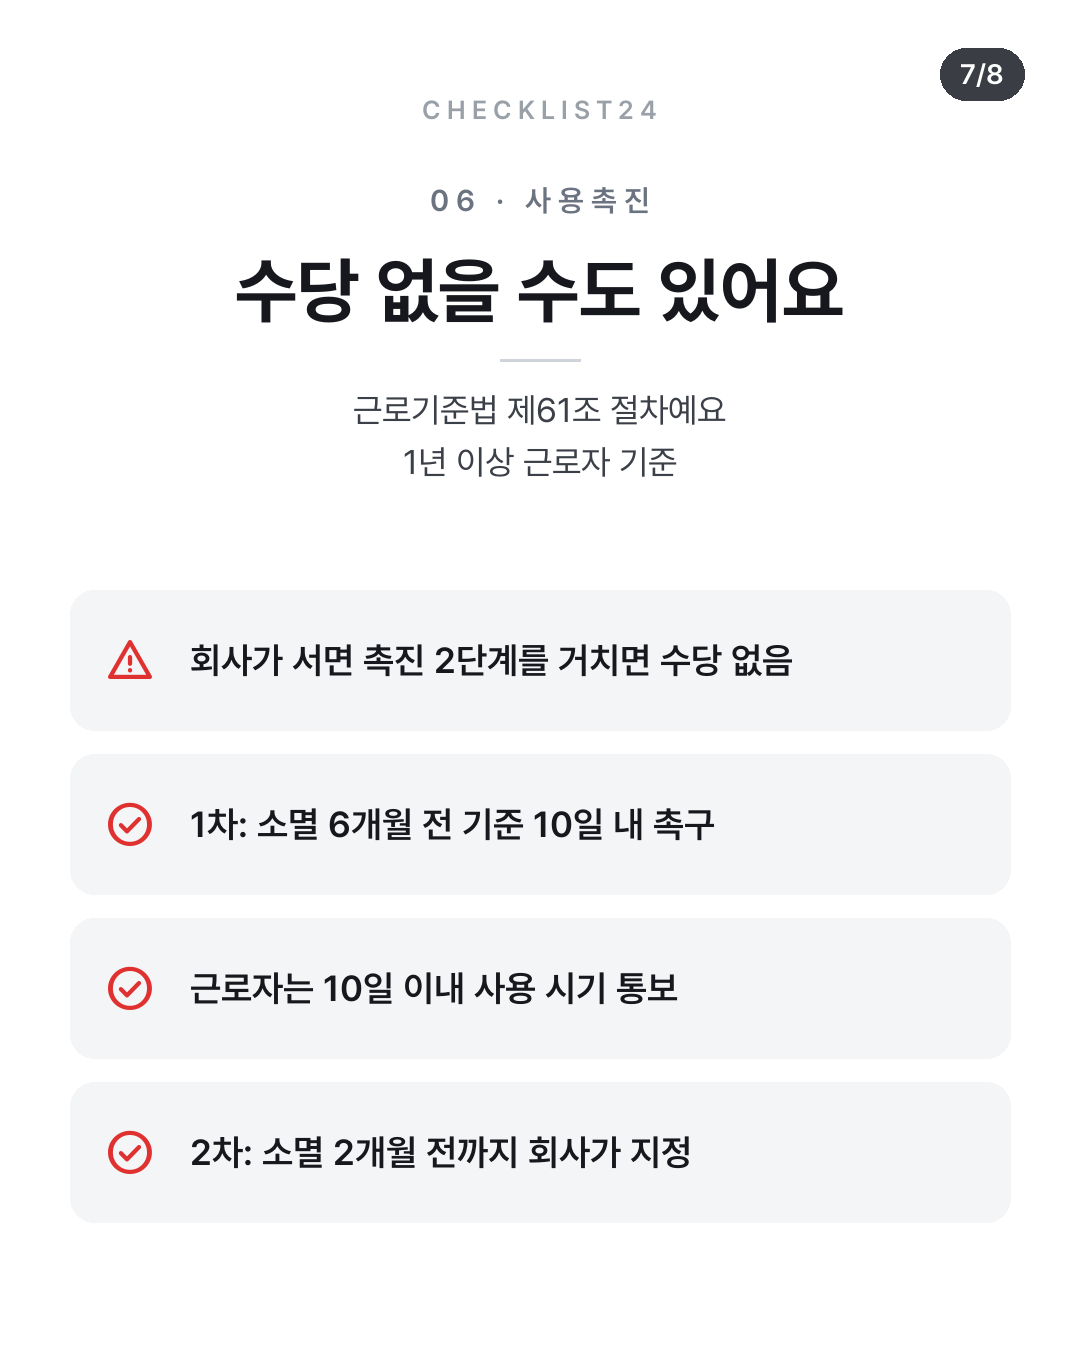 7/8
CHECKLIST24
06 · 사용촉진
수당 없을 수도 있어요
근로기준법 제61조 절차예요
1년 이상 근로자 기준
회사가 서면 촉진 2단계를 거치면 수당 없음
1차: 소멸 6개월 전 기준 10일 내 촉구
근로자는 10일 이내 사용 시기 통보
2차: 소멸 2개월 전까지 회사가 지정